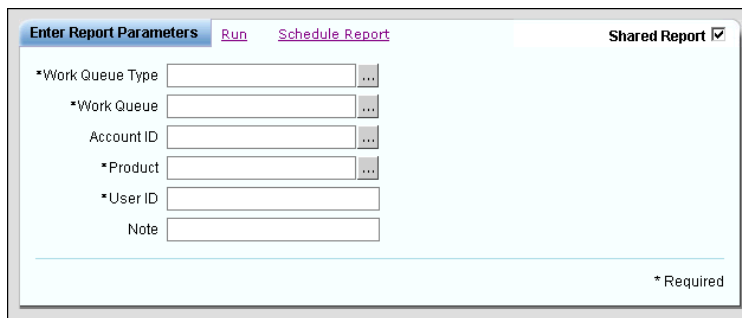 Enter Report Parameters Run Schedule Report Shared Report
*Work Queue Type ...
*Work Queue ...
Account ID ...
*Product ...
*User ID
Note
* Required